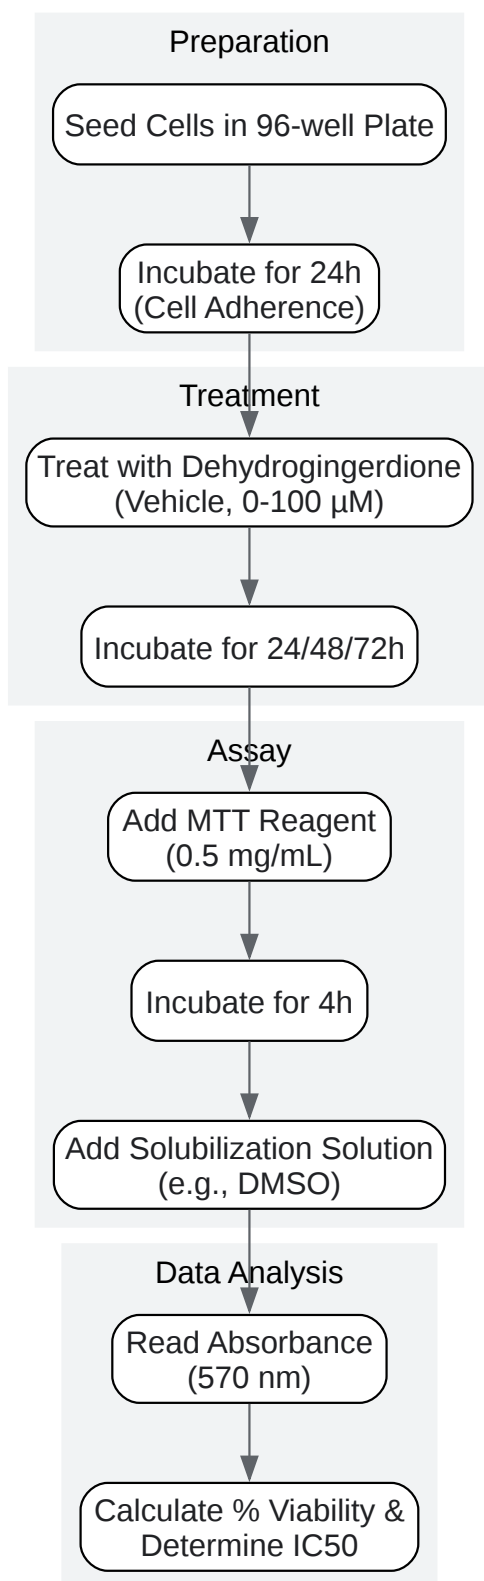 Preparation
Seed Cells in 96-well Plate
Incubate for 24h
(Cell Adherence)
Treatment
Treat with Dehydrogingerdione
(Vehicle, 0-100 µM)
Incubate for 24/48/72h
Assay
Add MTT Reagent
(0.5 mg/mL)
Incubate for 4h
Add Solubilization Solution
(e.g., DMSO)
Data Analysis
Read Absorbance
(570 nm)
Calculate % Viability &
Determine IC50